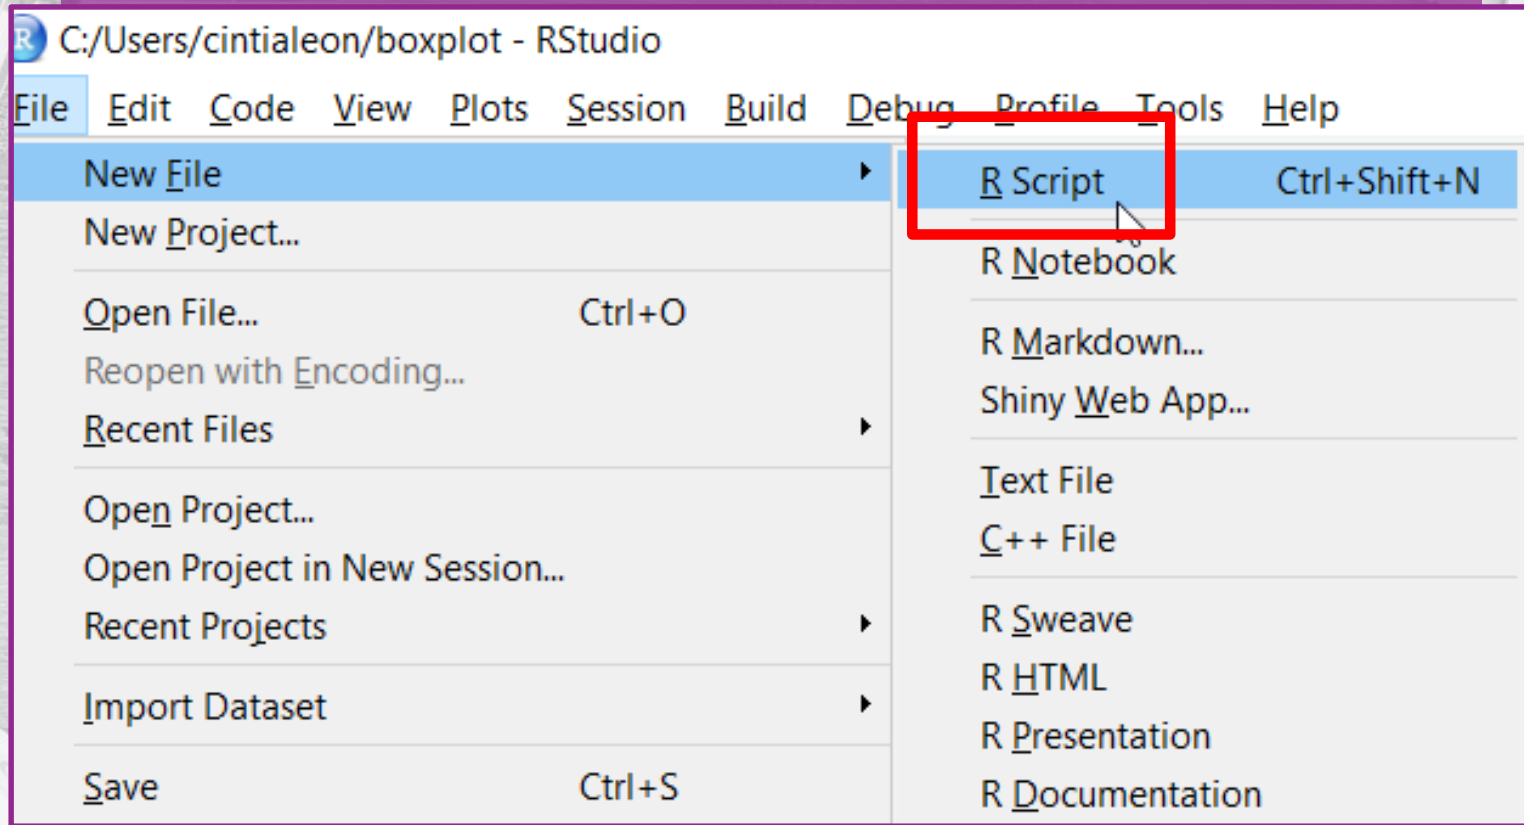 R C:/Users/cintialeon/boxplot - RStudio
File Edit Code View Plots Session Build Debug Profile Tools Help
New File
New Project...
Open File... Ctrl+O
Reopen with Encoding...
Recent Files
Open Project...
Open Project in New Session...
Recent Projects
Import Dataset
Save Ctrl+S
R Script Ctrl+Shift+N
R Notebook
R Markdown...
Shiny Web App...
Text File
C++ File
R Sweave
R HTML
R Presentation
R Documentation